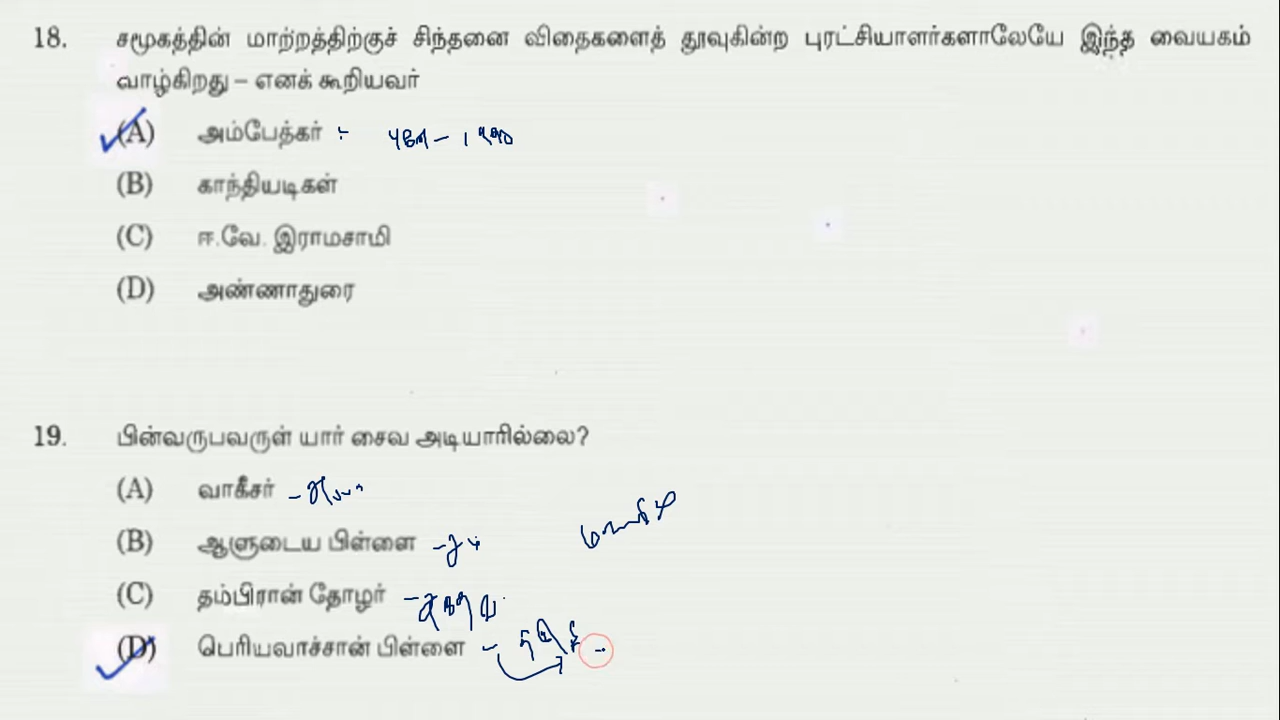 18. சமூகத்தின் மாற்றத்திற்குச் சிந்தனை விதைகளைத் தூவுகின்ற புரட்சியாளர்களாலேயே இந்த வையகம்
வாழ்கிறது – எனக் கூறியவர்
(A) அம்பேத்கர் : - 1990
(B) காந்தியடிகள்
(C) ஈ.வே. இராமசாமி
(D) அண்ணாதுரை
19. பின்வருபவருள் யார் சைவ அடியாரில்லை?
(A) வாகீசர் -
(B) ஆளுடைய பிள்ளை -
(C) தம்பிரான் தோழர் -
(D) பெரியவாச்சான் பிள்ளை -